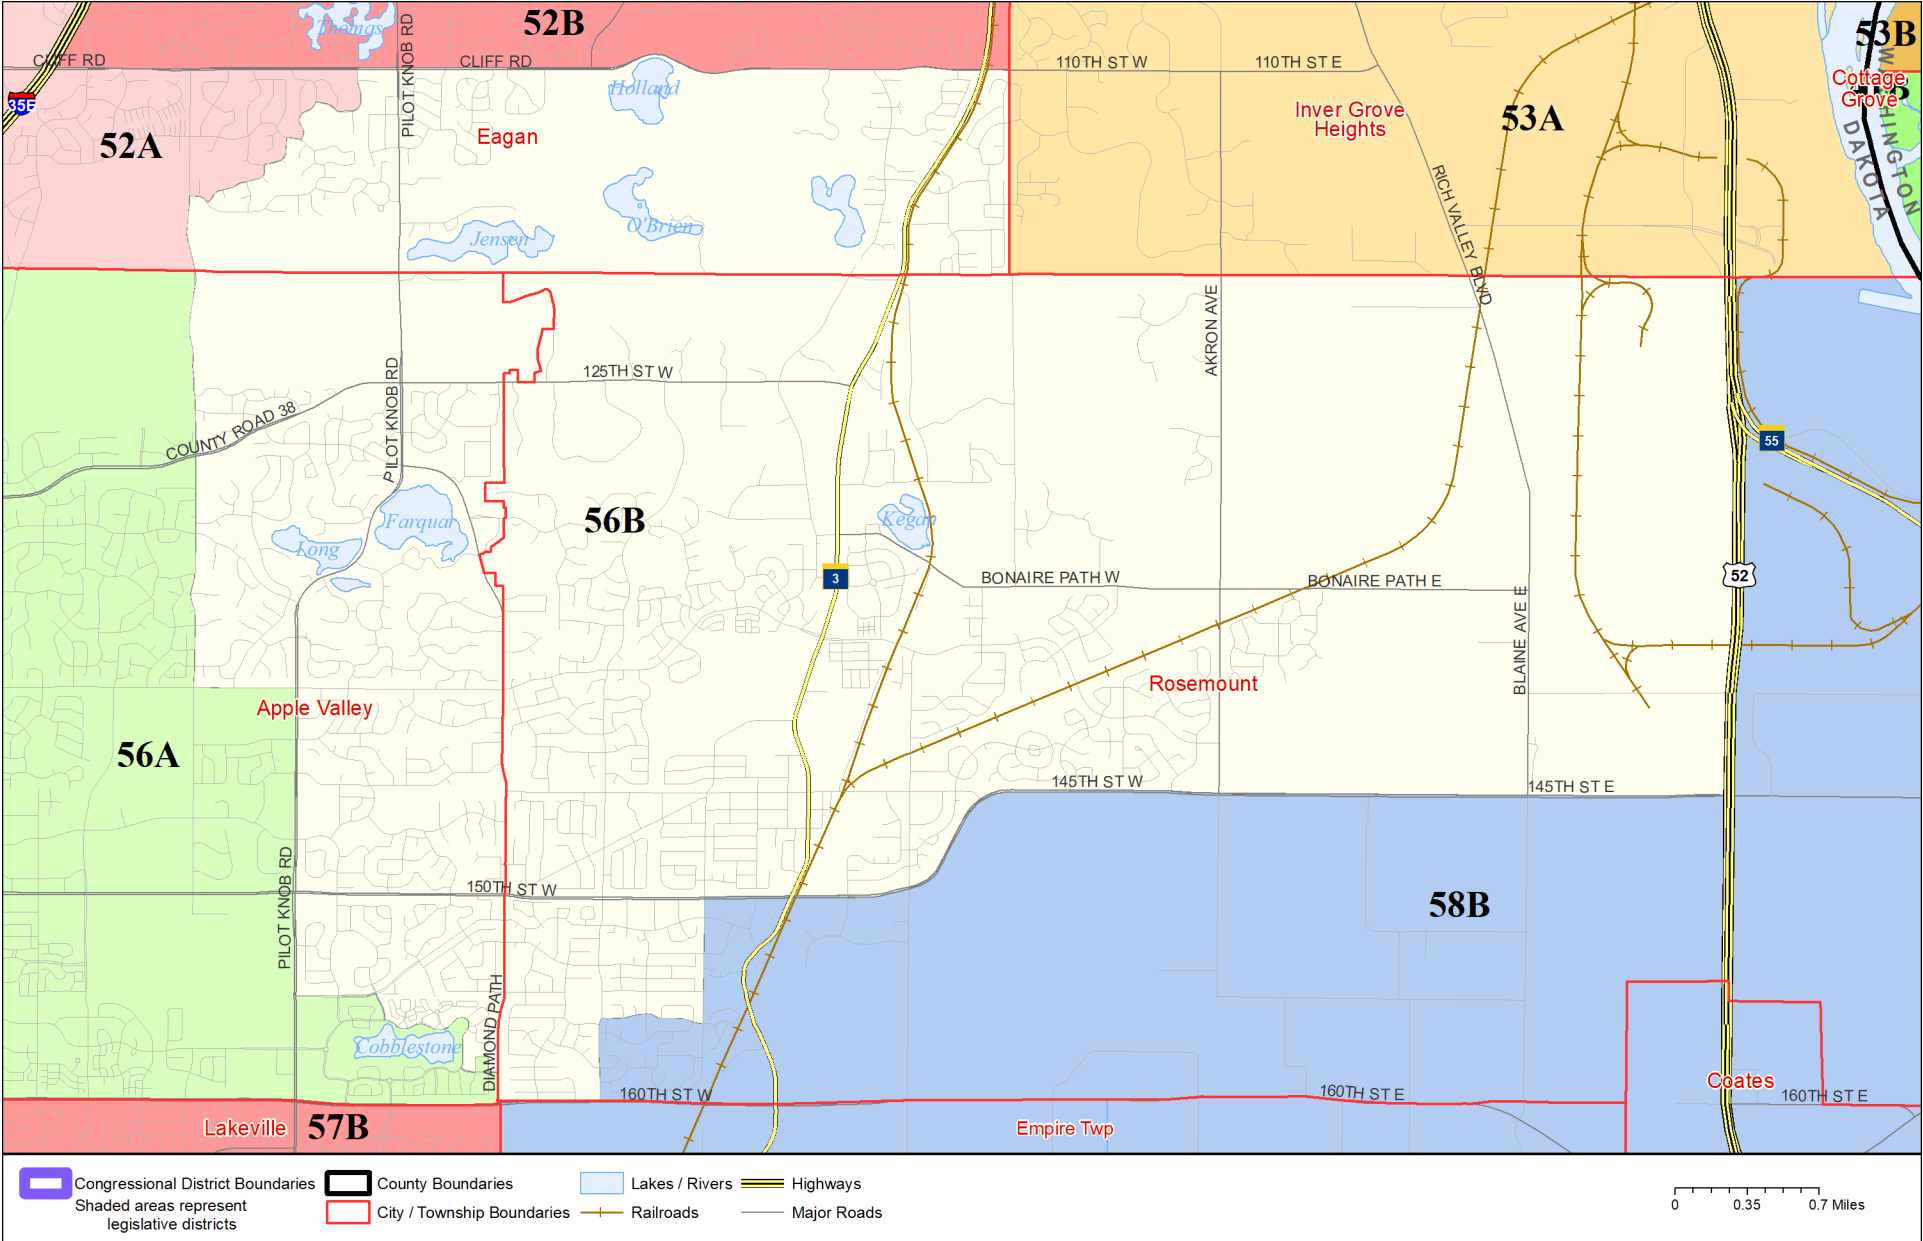 52B
53B
Thomas
PILOT KNOB RD
CLIFF RD
CLIFF RD
110TH ST W
110TH ST E
35E
Holland
Cottage
Grove
Inver Grove
Heights
53A
52A
Eagan
WASHINGTON
DAKOTA
RICH VALLEY BLVD
O'Brien
Jensen
AKRON AVE
PILOT KNOB RD
125TH ST W
COUNTY ROAD 38
55
56B
Farquar
Kegan
Long
3
BONAIRE PATH W
BONAIRE PATH E
52
BLAINE AVE E
Rosemount
Apple Valley
56A
145TH ST W
145TH ST E
PILOT KNOB RD
150TH ST W
58B
DIAMOND PATH
Cobblestone
Coates
160TH ST W
160TH ST E
160TH ST E
Lakeville
57B
Empire Twp
Congressional District Boundaries
Shaded areas represent
legislative districts
County Boundaries
City / Township Boundaries
Lakes / Rivers
Railroads
Highways
Major Roads
0
0.35
0.7 Miles